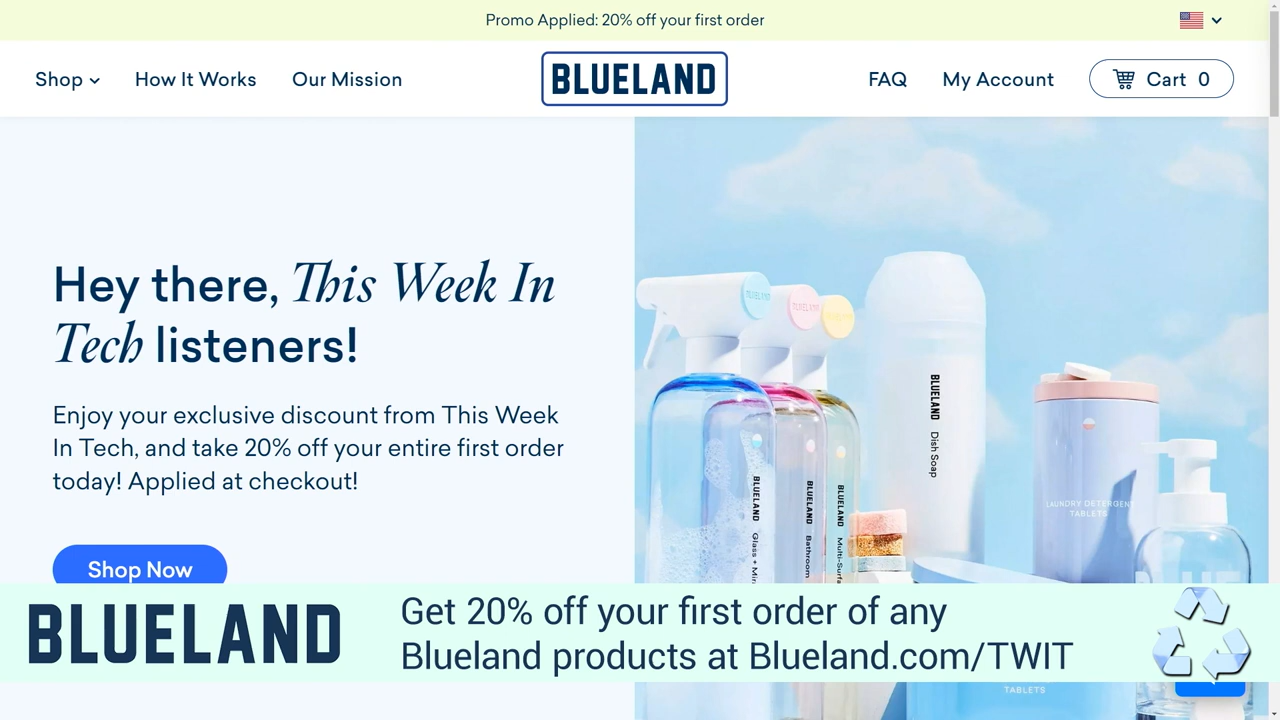 Promo Applied: 20% off your first order
Shop
How It Works
Our Mission
BLUELAND
FAQ
My Account
Cart 0
Hey there, This Week In
Tech listeners!
Enjoy your exclusive discount from This Week
In Tech, and take 20% off your entire first order
today! Applied at checkout!
Shop Now
BLUELAND Glass + Mir
BLUELAND Bathroom
BLUELAND Multi-Surfa
BLUELAND Dish Soap
LAUNDRY DETERGENT
TABLETS
BLUELAND
Get 20% off your first order of any
Blueland products at Blueland.com/TWIT
TABLETS